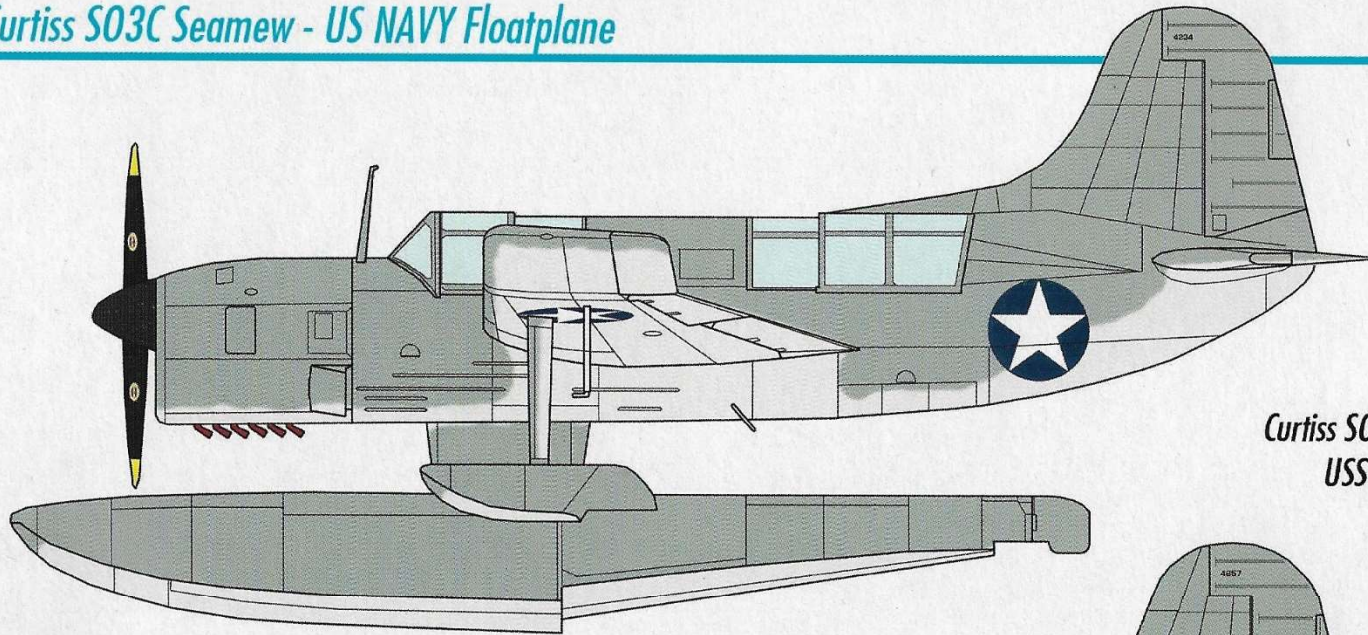 Curtiss SO3C Seamew - US NAVY Floatplane
4234
Curtiss SO
USS
4857